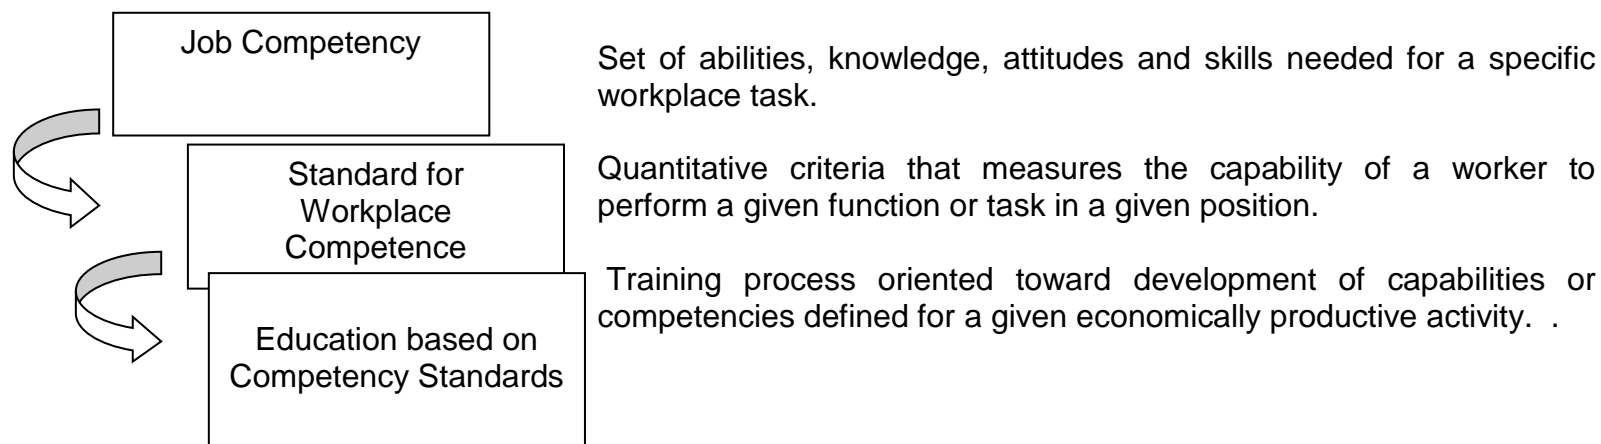 Job Competency
Set of abilities, knowledge, attitudes and skills needed for a specific
workplace task.
Standard for
Workplace
Competence
Quantitative criteria that measures the capability of a worker to
perform a given function or task in a given position.
Education based on
Competency Standards
Training process oriented toward development of capabilities or
competencies defined for a given economically productive activity. .